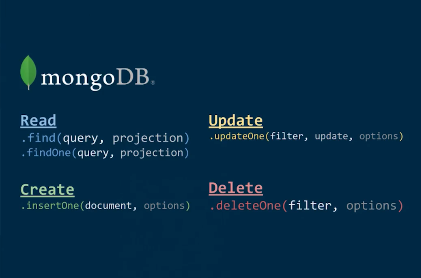 mongoDB®
Read
.find(query, projection)
.findOne(query, projection)
Update
.updateOne(filter, update, options)
Create
.insertOne(document, options)
Delete
.deleteOne(filter, options)